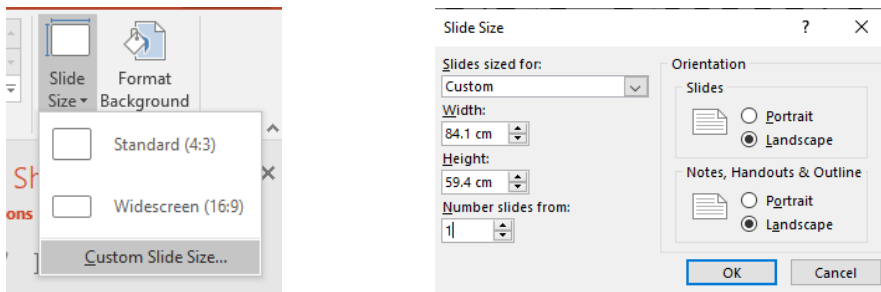 Slide
Size
Format
Background
Standard (4:3)
Sh
ons
Widescreen (16:9)
Custom Slide Size...
Slide Size
?
Slides sized for:
Custom
Width:
84.1 cm
Height:
59.4 cm
Number slides from:
1
Orientation
Slides
Portrait
Landscape
Notes, Handouts & Outline
Portrait
Landscape
OK
Cancel